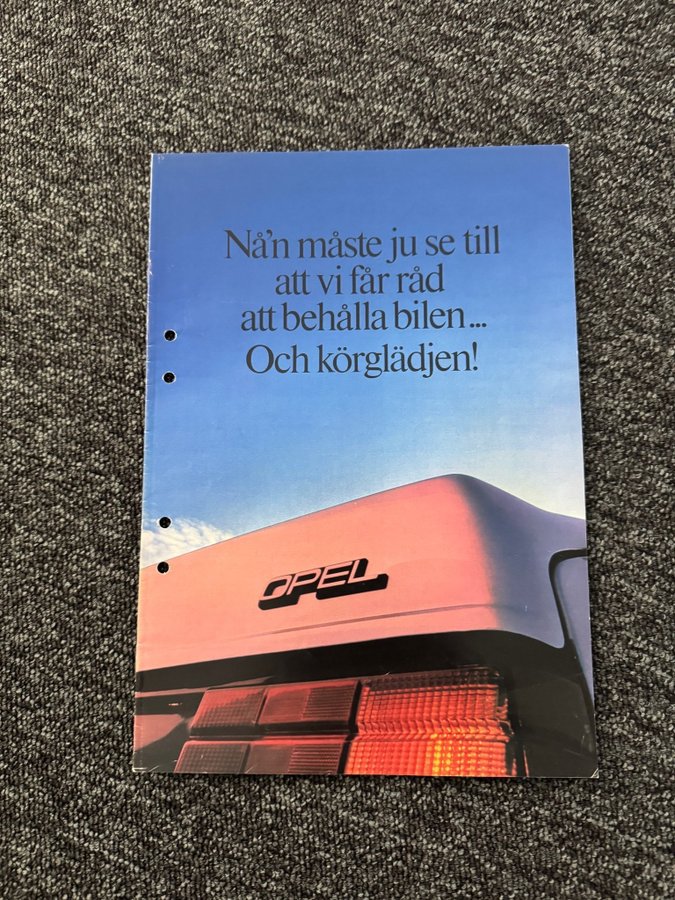 Nå'n måste ju se till
att vi får råd
att behålla bilen...
Och körglädjen!
OPEL